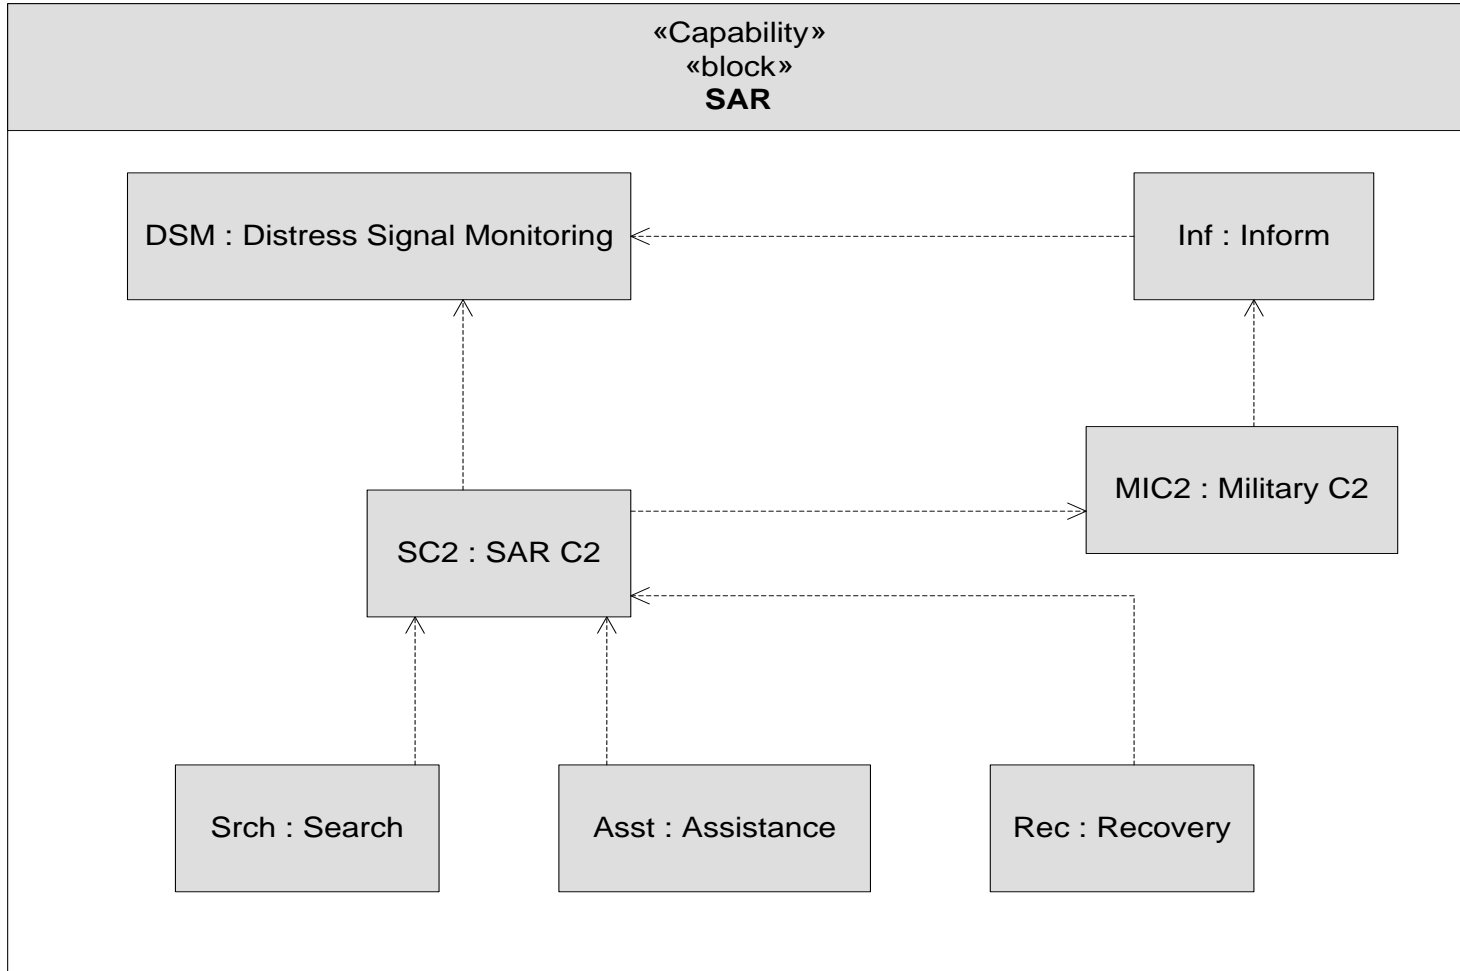 «Capability»
«block»
SAR
DSM : Distress Signal Monitoring
Inf : Inform
MIC2 : Military C2
SC2 : SAR C2
Srch : Search
Asst : Assistance
Rec : Recovery